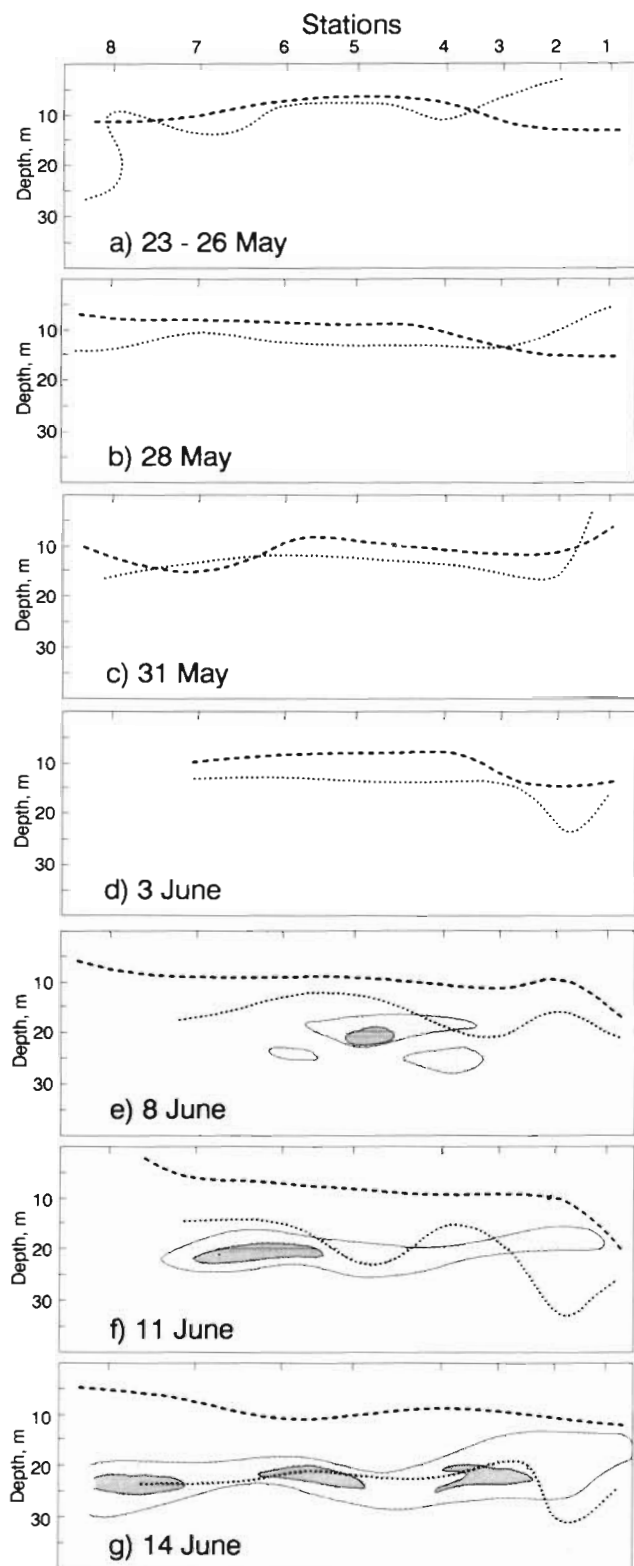 Stations
8 7 6 5 4 3 2 1
Depth, m
10
20
30
a) 23 - 26 May
Depth, m
10
20
30
b) 28 May
Depth, m
10
20
30
c) 31 May
Depth, m
10
20
30
d) 3 June
Depth, m
10
20
30
e) 8 June
Depth, m
10
20
30
f) 11 June
Depth, m
10
20
30
g) 14 June